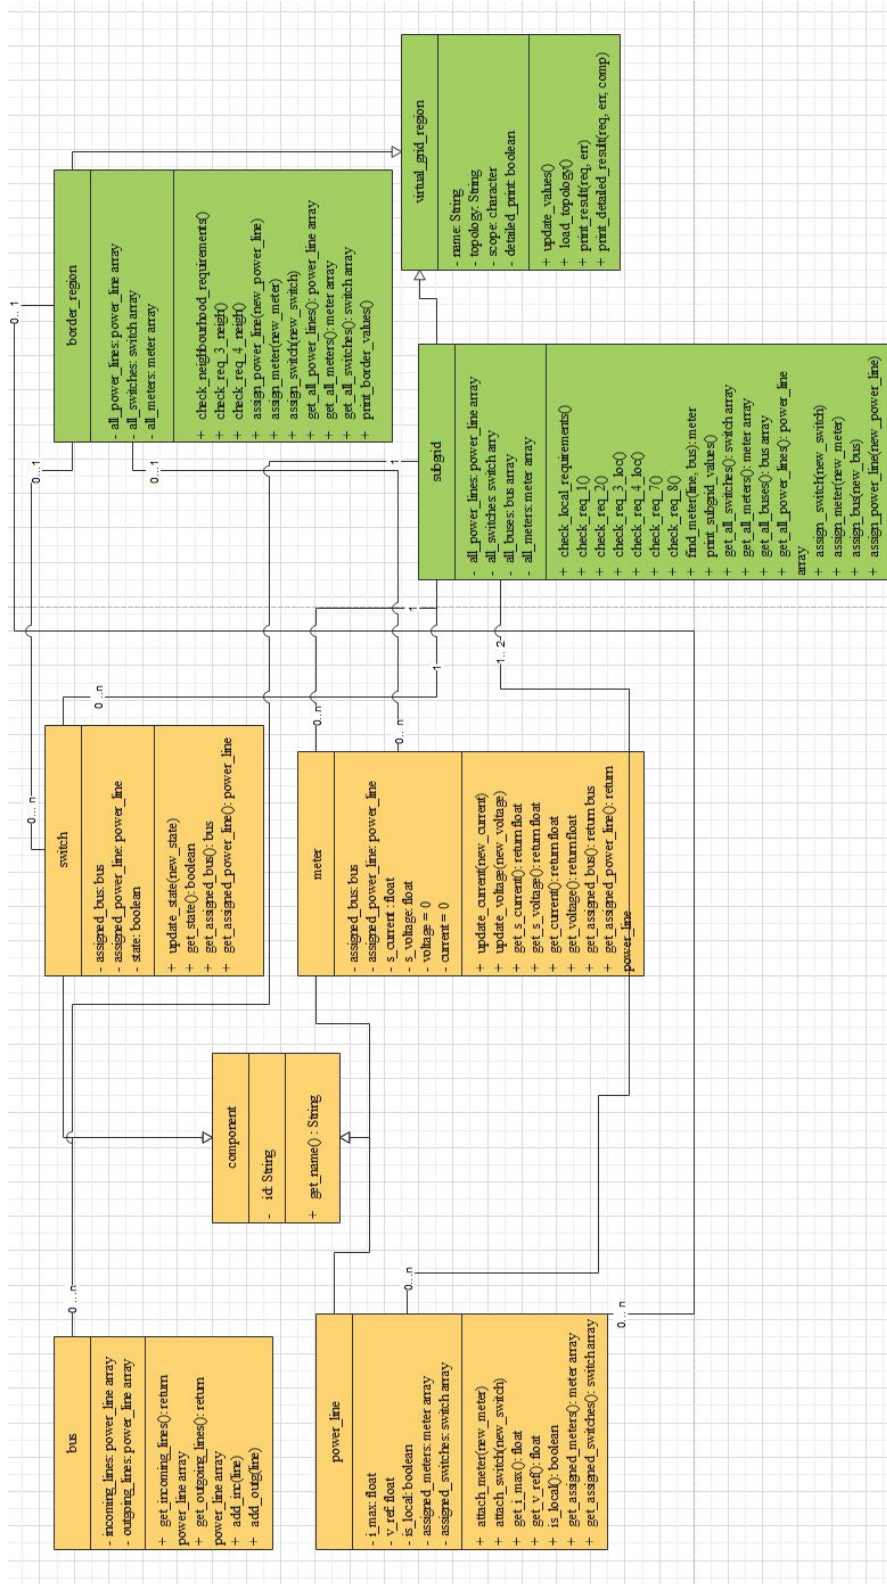 bus
- incoming_lines: power_line array
- outgoing_lines: power_line array
+ get_incoming_lines(): return
power_line array
+ get_outgoing_lines(): return
power_line array
+ add_inc(line)
+ add_outg(line)
0 ...n
power_line
- i_max: float
- v_ref: float
- is_local: boolean
- assigned_meters: meter array
- assigned_switches: switch array
+ attach_meter(new_meter)
+ attach_switch(new_switch)
+ get_i_max(): float
+ get_v_ref(): float
+ is_local(): boolean
+ get_assigned_meters(): meter array
+ get_assigned_switches(): switch array
0...n
0... n
component
- id: String
+ get_name() : String
switch
- assigned_bus: bus
- assigned_power_line: power_line
- state: boolean
+ update_state(new_state)
+ get_state(): boolean
+ get_assigned_bus(): bus
+ get_assigned_power_line(): power_line
0... n
0 ...n
meter
- assigned_bus: bus
- assigned_power_line: power_line
- s_current : float
- s_voltage: float
- voltage = 0
- current = 0
+ update_current(new_current)
+ update_voltage(new_voltage)
+ get_s_current(): return float
+ get_s_voltage(): return float
+ get_current(): return float
+ get_voltage(): return float
+ get_assigned_bus(): return bus
+ get_assigned_power_line(): return
power_line
0...n
0... n
1
1
1... 2
1
subgrid
- all_power_lines: power_line array
- all_switches: switch arry
- all_buses: bus array
- all_meters: meter array
+ check_local_requirements()
+ check_req_1()
+ check_req_2()
+ check_req_3_loc()
+ check_req_4_loc()
+ check_req_7()
+ check_req_8()
+ find_meter(line, bus): meter
+ print_subgrid_values()
+ get_all_switches(): switch array
+ get_all_meters(): meter array
+ get_all_buses(): bus array
+ get_all_power_lines(): power_line
array
+ assign_switch(new_switch)
+ assign_meter(new_meter)
+ assign_bus(new_bus)
+ assign_power_line(new_power_line)
0...1
0...1
0... 1
border_region
- all_power_lines: power_line array
- all_switches: switch array
- all_meters: meter array
+ check_neighbourhood_requirements()
+ check_req_3_neigh()
+ check_req_4_neigh()
+ assign_power_line(new_power_line)
+ assign_meter(new_meter)
+ assign_switch(new_switch)
+ get_all_power_lines(): power_line array
+ get_all_meters(): meter array
+ get_all_switches(): switch array
+ print_border_values()
virtual_grid_region
- name: String
- topology: String
- scope: character
- detailed_print: boolean
+ update_values()
+ load_topology()
+ print_result(req, err)
+ print_detailed_result(req, err, comp)